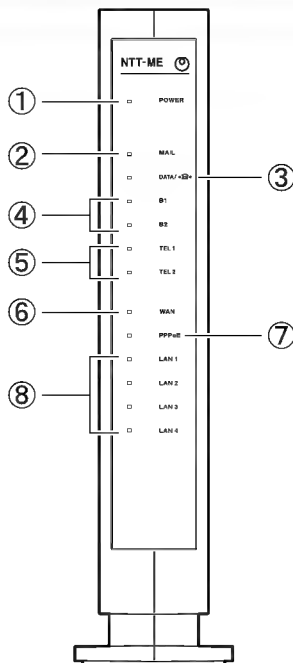 NTT-ME
① POWER
② MAIL
DATA/ ③
④ B1
B2
⑤ TEL 1
TEL 2
⑥ WAN
PPPoE ⑦
⑧ LAN 1
LAN 2
LAN 3
LAN 4